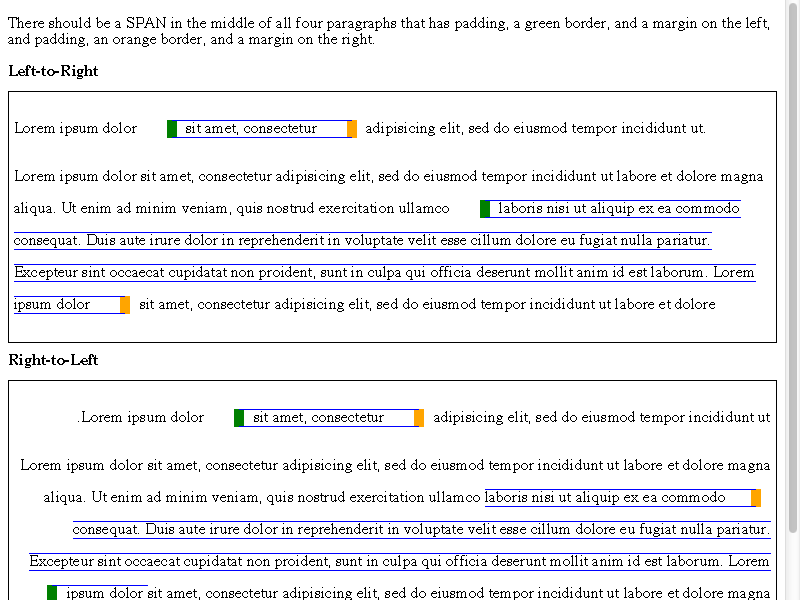 There should be a SPAN in the middle of all four paragraphs that has padding, a green border, and a margin on the left,
and padding, an orange border, and a margin on the right.
Left-to-Right
Lorem ipsum dolor sit amet, consectetur adipisicing elit, sed do eiusmod tempor incididunt ut.
Lorem ipsum dolor sit amet, consectetur adipisicing elit, sed do eiusmod tempor incididunt ut labore et dolore magna
aliqua. Ut enim ad minim veniam, quis nostrud exercitation ullamco laboris nisi ut aliquip ex ea commodo
consequat. Duis aute irure dolor in reprehenderit in voluptate velit esse cillum dolore eu fugiat nulla pariatur.
Excepteur sint occaecat cupidatat non proident, sunt in culpa qui officia deserunt mollit anim id est laborum. Lorem
ipsum dolor sit amet, consectetur adipisicing elit, sed do eiusmod tempor incididunt ut labore et dolore
Right-to-Left
.Lorem ipsum dolor sit amet, consectetur adipisicing elit, sed do eiusmod tempor incididunt ut
Lorem ipsum dolor sit amet, consectetur adipisicing elit, sed do eiusmod tempor incididunt ut labore et dolore magna
aliqua. Ut enim ad minim veniam, quis nostrud exercitation ullamco laboris nisi ut aliquip ex ea commodo
consequat. Duis aute irure dolor in reprehenderit in voluptate velit esse cillum dolore eu fugiat nulla pariatur.
Excepteur sint occaecat cupidatat non proident, sunt in culpa qui officia deserunt mollit anim id est laborum. Lorem
ipsum dolor sit amet, consectetur adipisicing elit, sed do eiusmod tempor incididunt ut labore et dolore magna